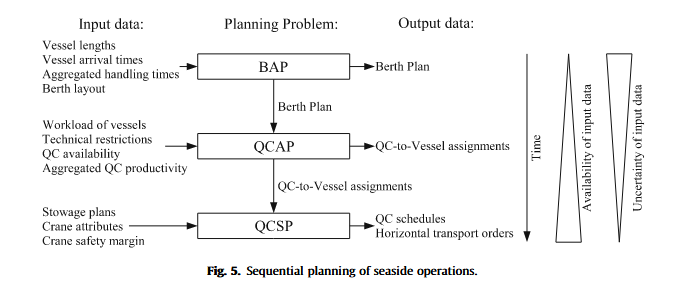 Input data:
Planning Problem:
Output data:
Vessel lengths
Vessel arrival times
Aggregated handling times
Berth layout
BAP
Berth Plan
Berth Plan
Workload of vessels
Technical restrictions
QC availability
Aggregated QC productivity
QCAP
QC-to-Vessel assignments
QC-to-Vessel assignments
Stowage plans
Crane attributes
Crane safety margin
QCSP
QC schedules
Horizontal transport orders
Time
Availability of input data
Uncertainty of input data
Fig. 5. Sequential planning of seaside operations.